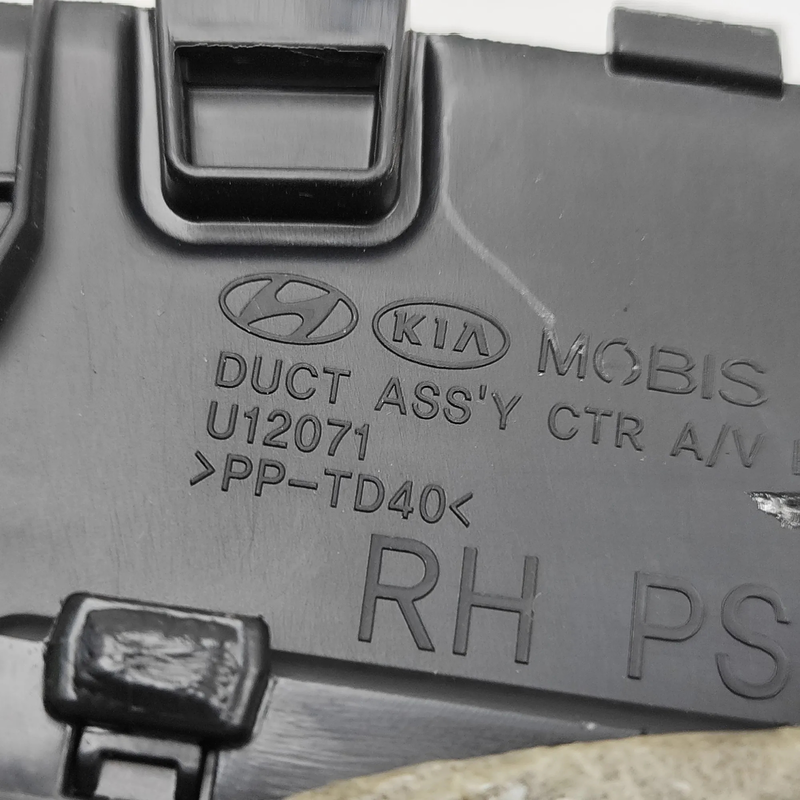 KIA MOBIS
DUCT ASS'Y CTR A/V
U12071
>PP-TD40<
RH PS